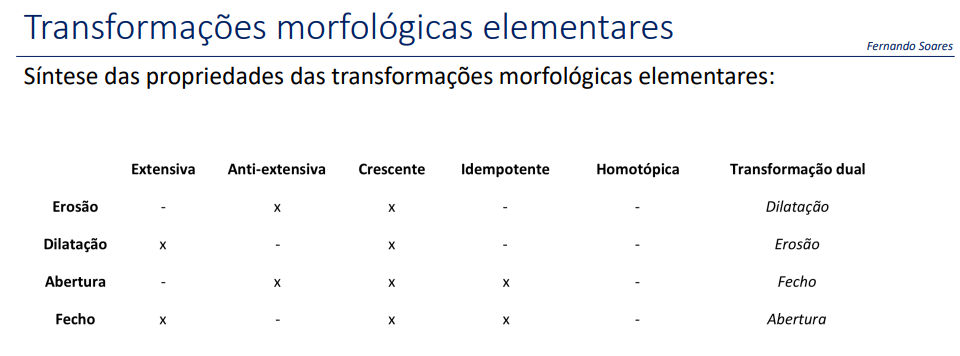 Transformações morfológicas elementares
Fernando Soares
Síntese das propriedades das transformações morfológicas elementares:
Extensiva Anti-extensiva Crescente Idempotente Homotópica Transformação dual
Erosão - x x - - Dilatação
Dilatação x - x - - Erosão
Abertura - x x x - Fecho
Fecho x - x x - Abertura